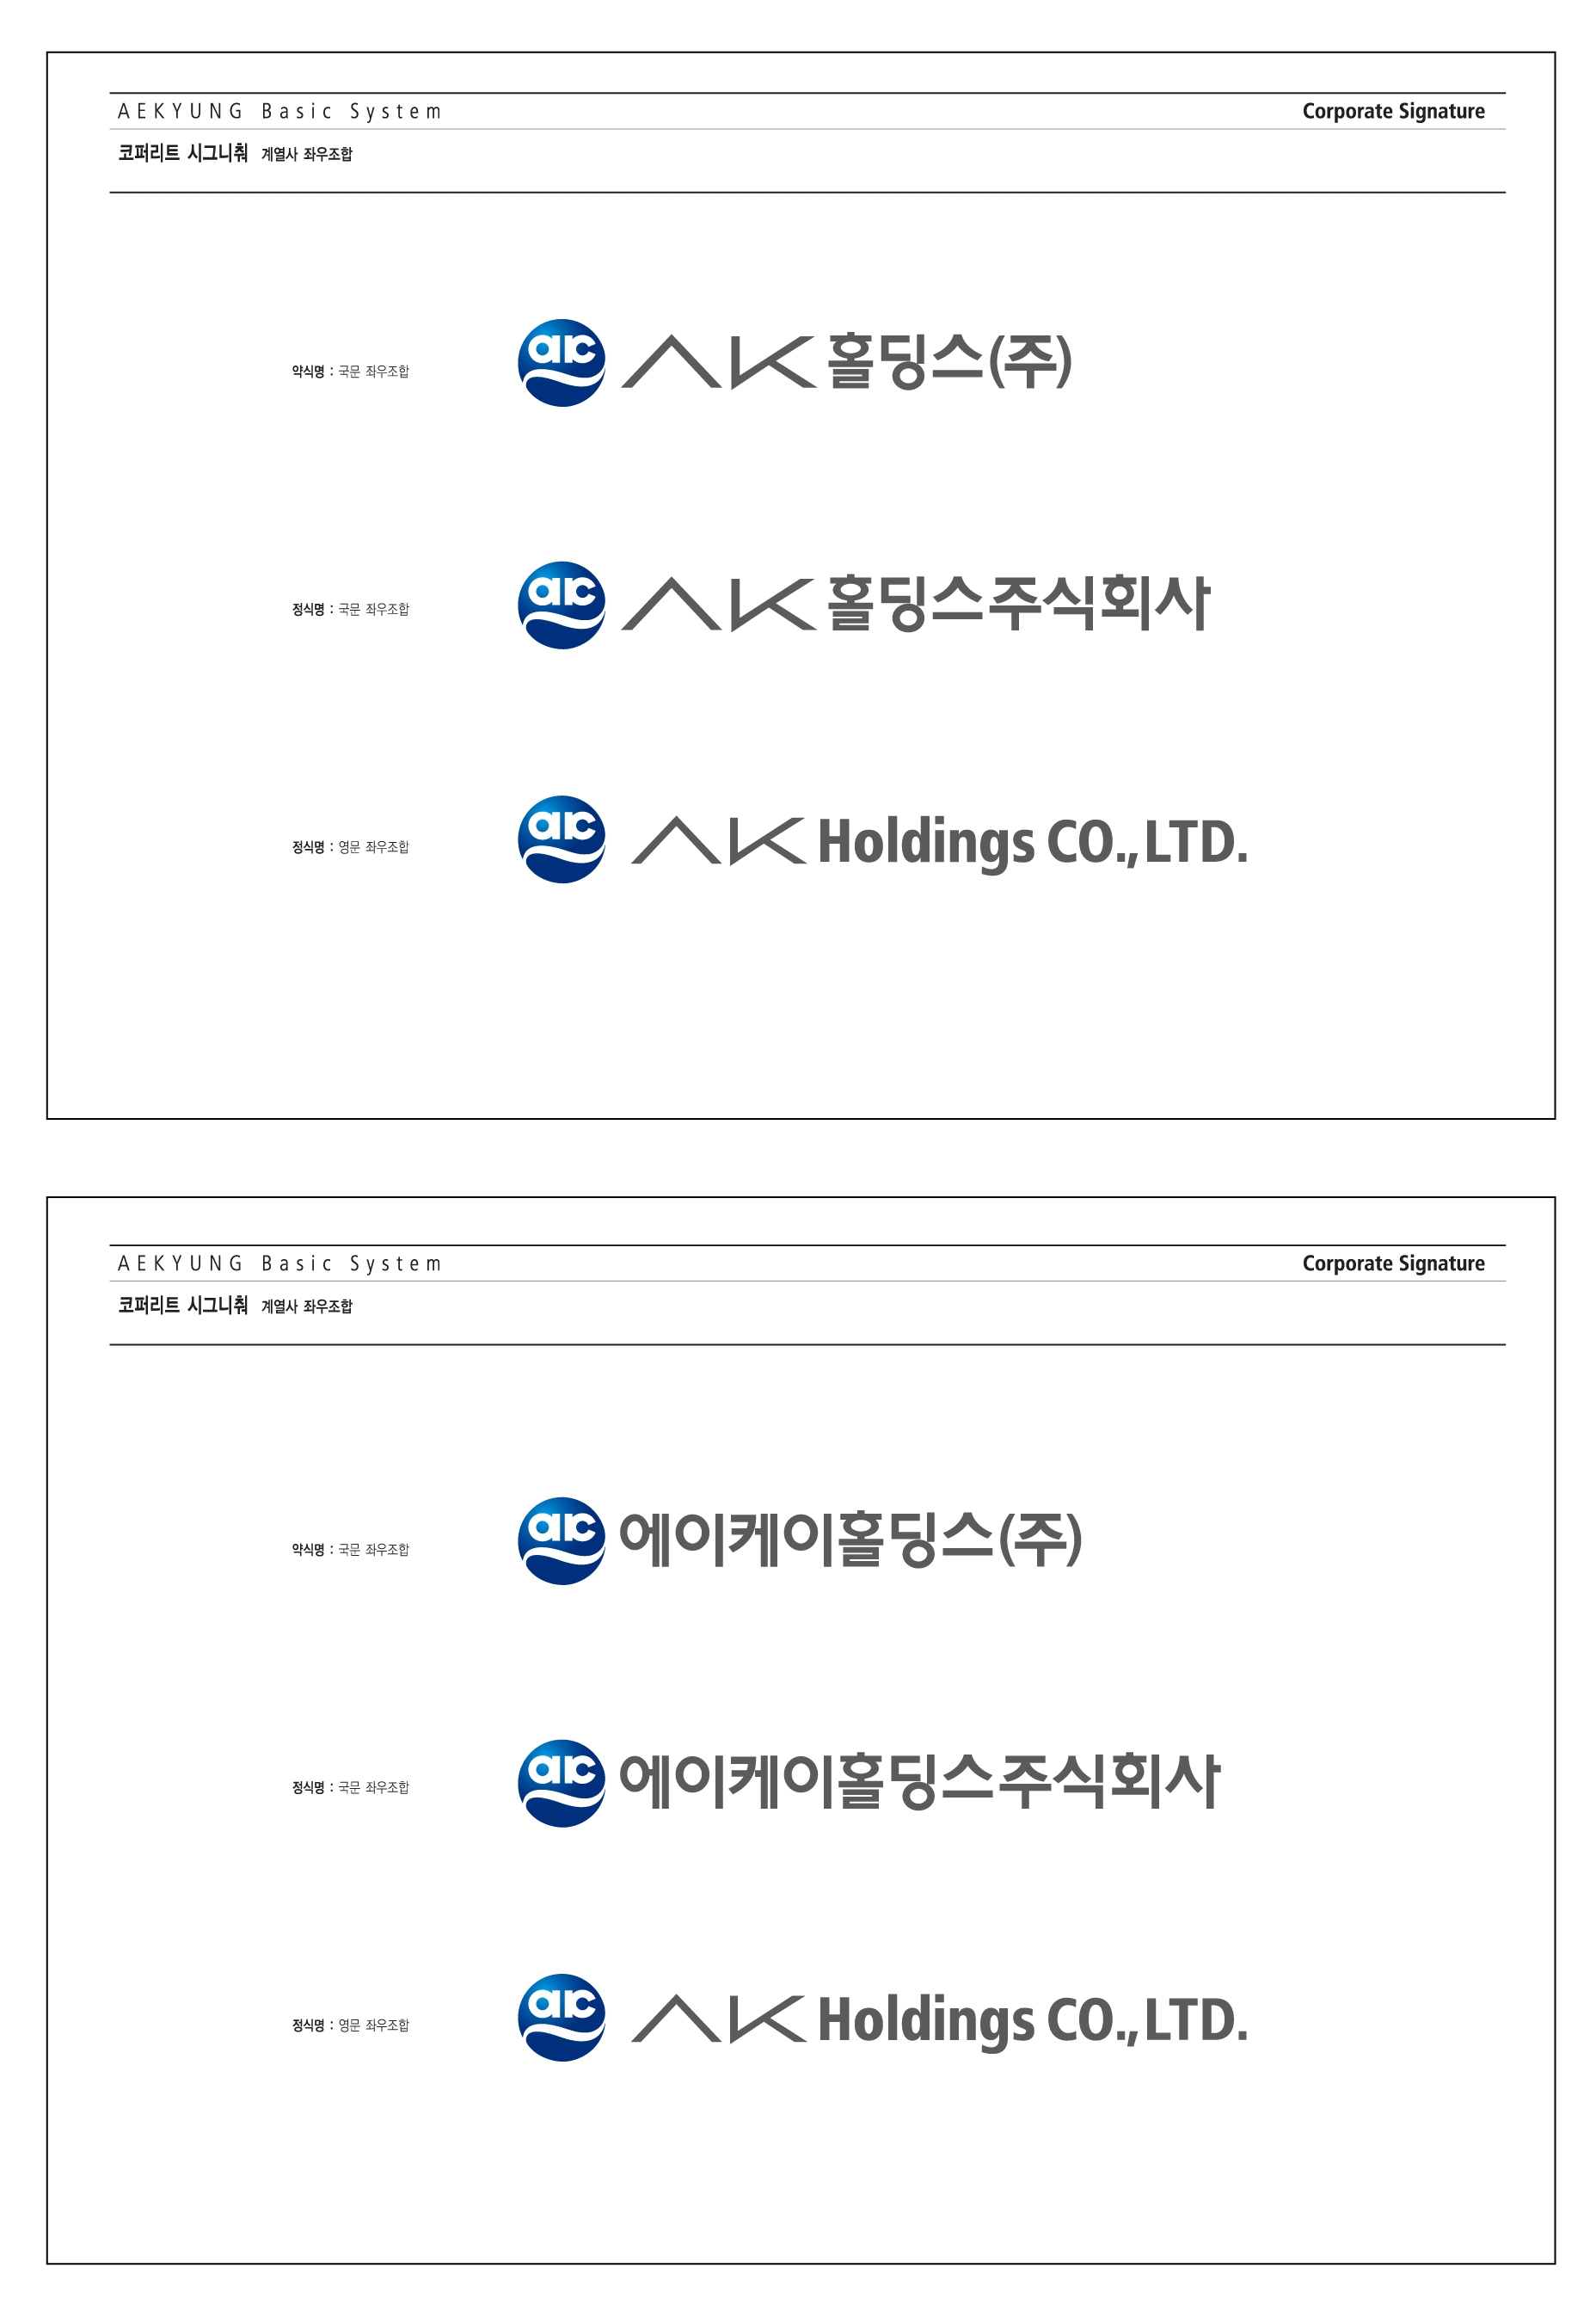 AEKYUNG Basic System Corporate Signature
코퍼리트 시그니춰 계열사 좌우조합
약식명 : 국문 좌우조합 AK 홀딩스(주)
정식명 : 국문 좌우조합 AK 홀딩스주식회사
정식명 : 영문 좌우조합 AK Holdings CO.,LTD.
AEKYUNG Basic System Corporate Signature
코퍼리트 시그니춰 계열사 좌우조합
약식명 : 국문 좌우조합 에이케이홀딩스(주)
정식명 : 국문 좌우조합 에이케이홀딩스주식회사
정식명 : 영문 좌우조합 AK Holdings CO.,LTD.